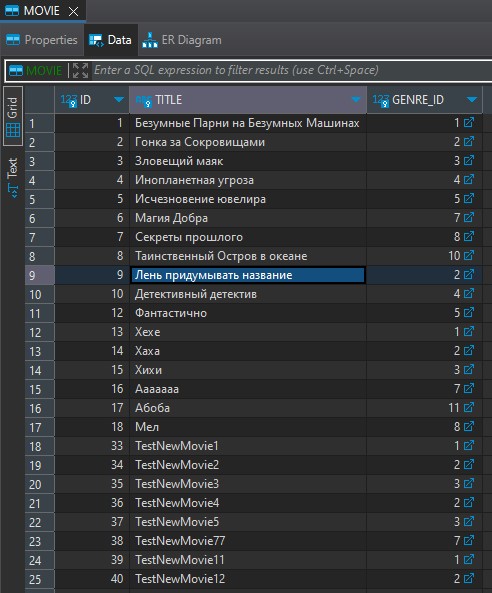 MOVIE
Properties Data ER Diagram
MOVIE Enter a SQL expression to filter results (use Ctrl+Space)
Grid
Text
123 ID ABC TITLE 123 GENRE_ID
1 1 Безумные Парни на Безумных Машинах 1
2 2 Гонка за Сокровищами 2
3 3 Зловещий маяк 3
4 4 Инопланетная угроза 4
5 5 Исчезновение ювелира 5
6 6 Магия Добра 7
7 7 Секреты прошлого 8
8 8 Таинственный Остров в океане 10
9 9 Лень придумывать название 2
10 10 Детективный детектив 4
11 12 Фантастично 5
12 13 Хехе 1
13 14 Хаха 2
14 15 Хихи 3
15 16 Ааааааа 7
16 17 Абоба 11
17 18 Мел 8
18 33 TestNewMovie1 1
19 34 TestNewMovie2 2
20 35 TestNewMovie3 3
21 36 TestNewMovie4 2
22 37 TestNewMovie5 3
23 38 TestNewMovie77 7
24 39 TestNewMovie11 1
25 40 TestNewMovie12 2